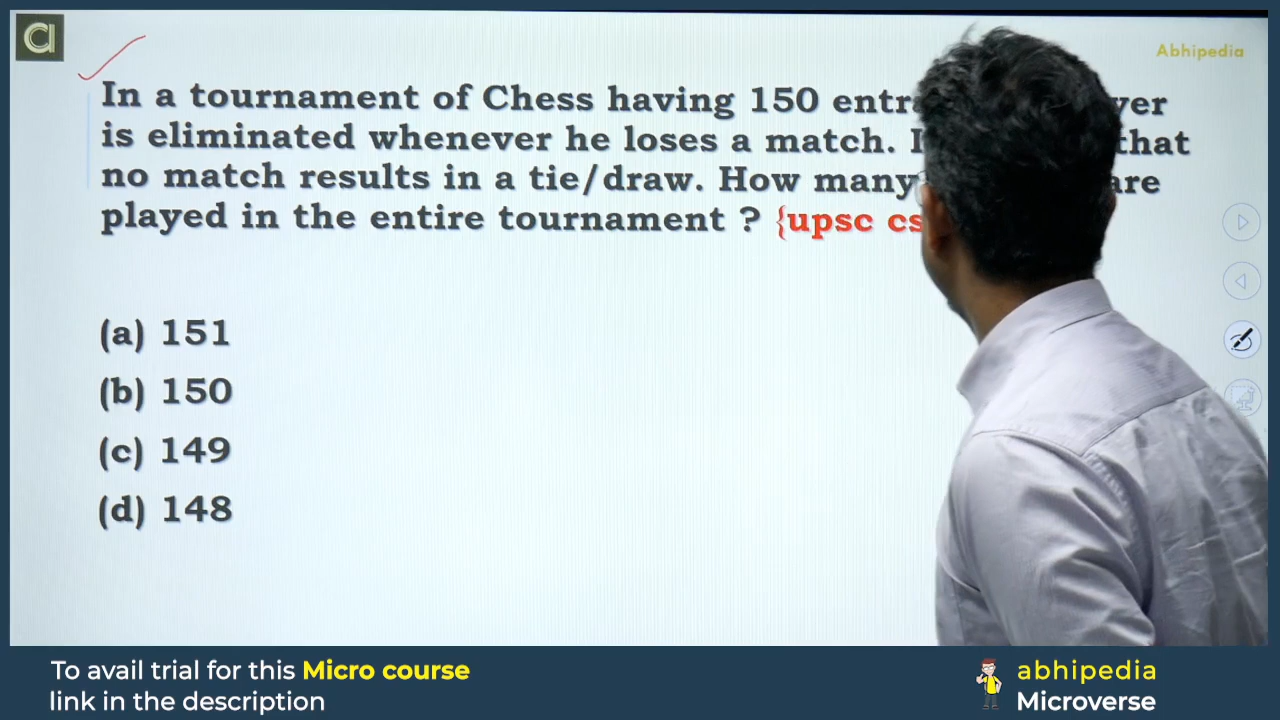 Abhipedia
In a tournament of Chess having 150 entra
ver
is eliminated whenever he loses a match. I
that
no match results in a tie/draw. How many
are
played in the entire tournament ? {upsc cs
(a) 151
(b) 150
(c) 149
(d) 148
To avail trial for this Micro course
link in the description
abhipedia
Microverse